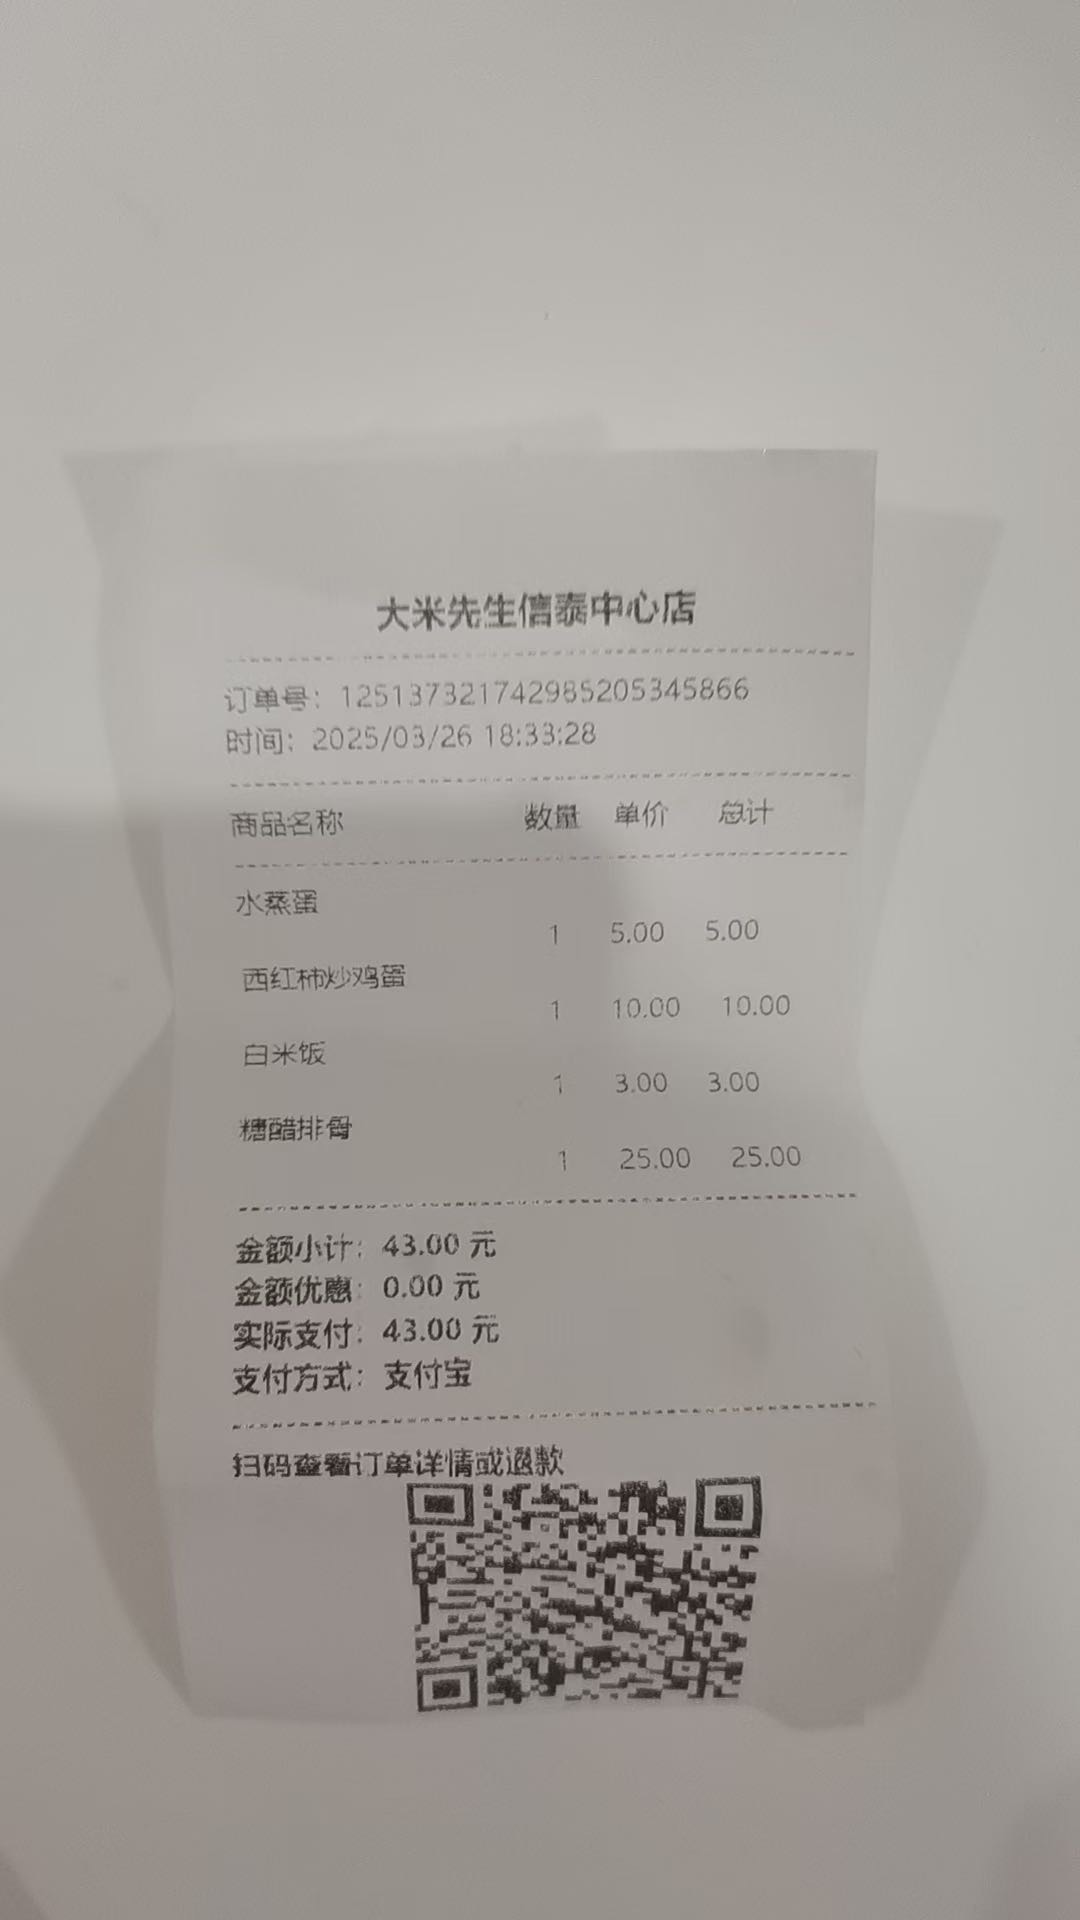 大米先生信泰中心店
订单号：125137321742985205345866
时间：2025/03/26 18:33:28
商品名称 数量 单价 总计
水蒸蛋
1 5.00 5.00
西红柿炒鸡蛋
1 10.00 10.00
白米饭
1 3.00 3.00
糖醋排骨
1 25.00 25.00
金额小计：43.00 元
金额优惠：0.00 元
实际支付：43.00 元
支付方式：支付宝
扫码查看订单详情或退款